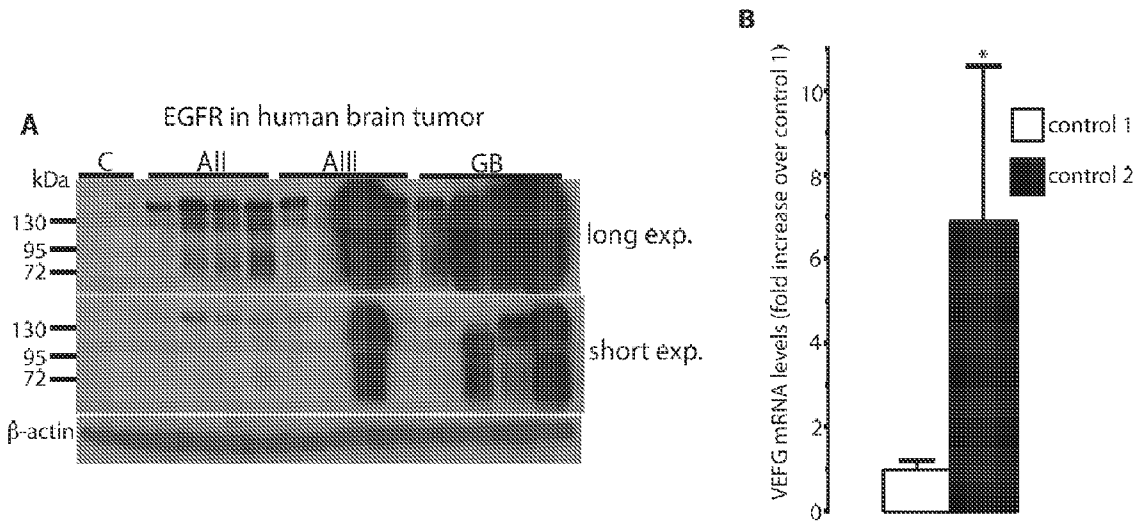 A
EGFR in human brain tumor
C AII AIII GB
kDa
130
95
72
long exp.
130
95
72
short exp.
β-actin
B
VEFG mRNA levels (fold increase over control 1)
10
8
6
4
2
0
*
control 1
control 2